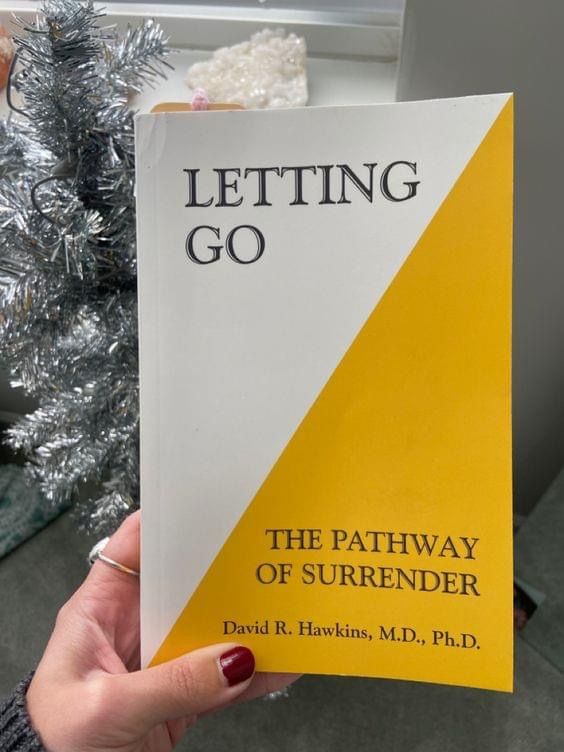 LETTING
GO
THE PATHWAY
OF SURRENDER
David R. Hawkins, M.D., Ph.D.